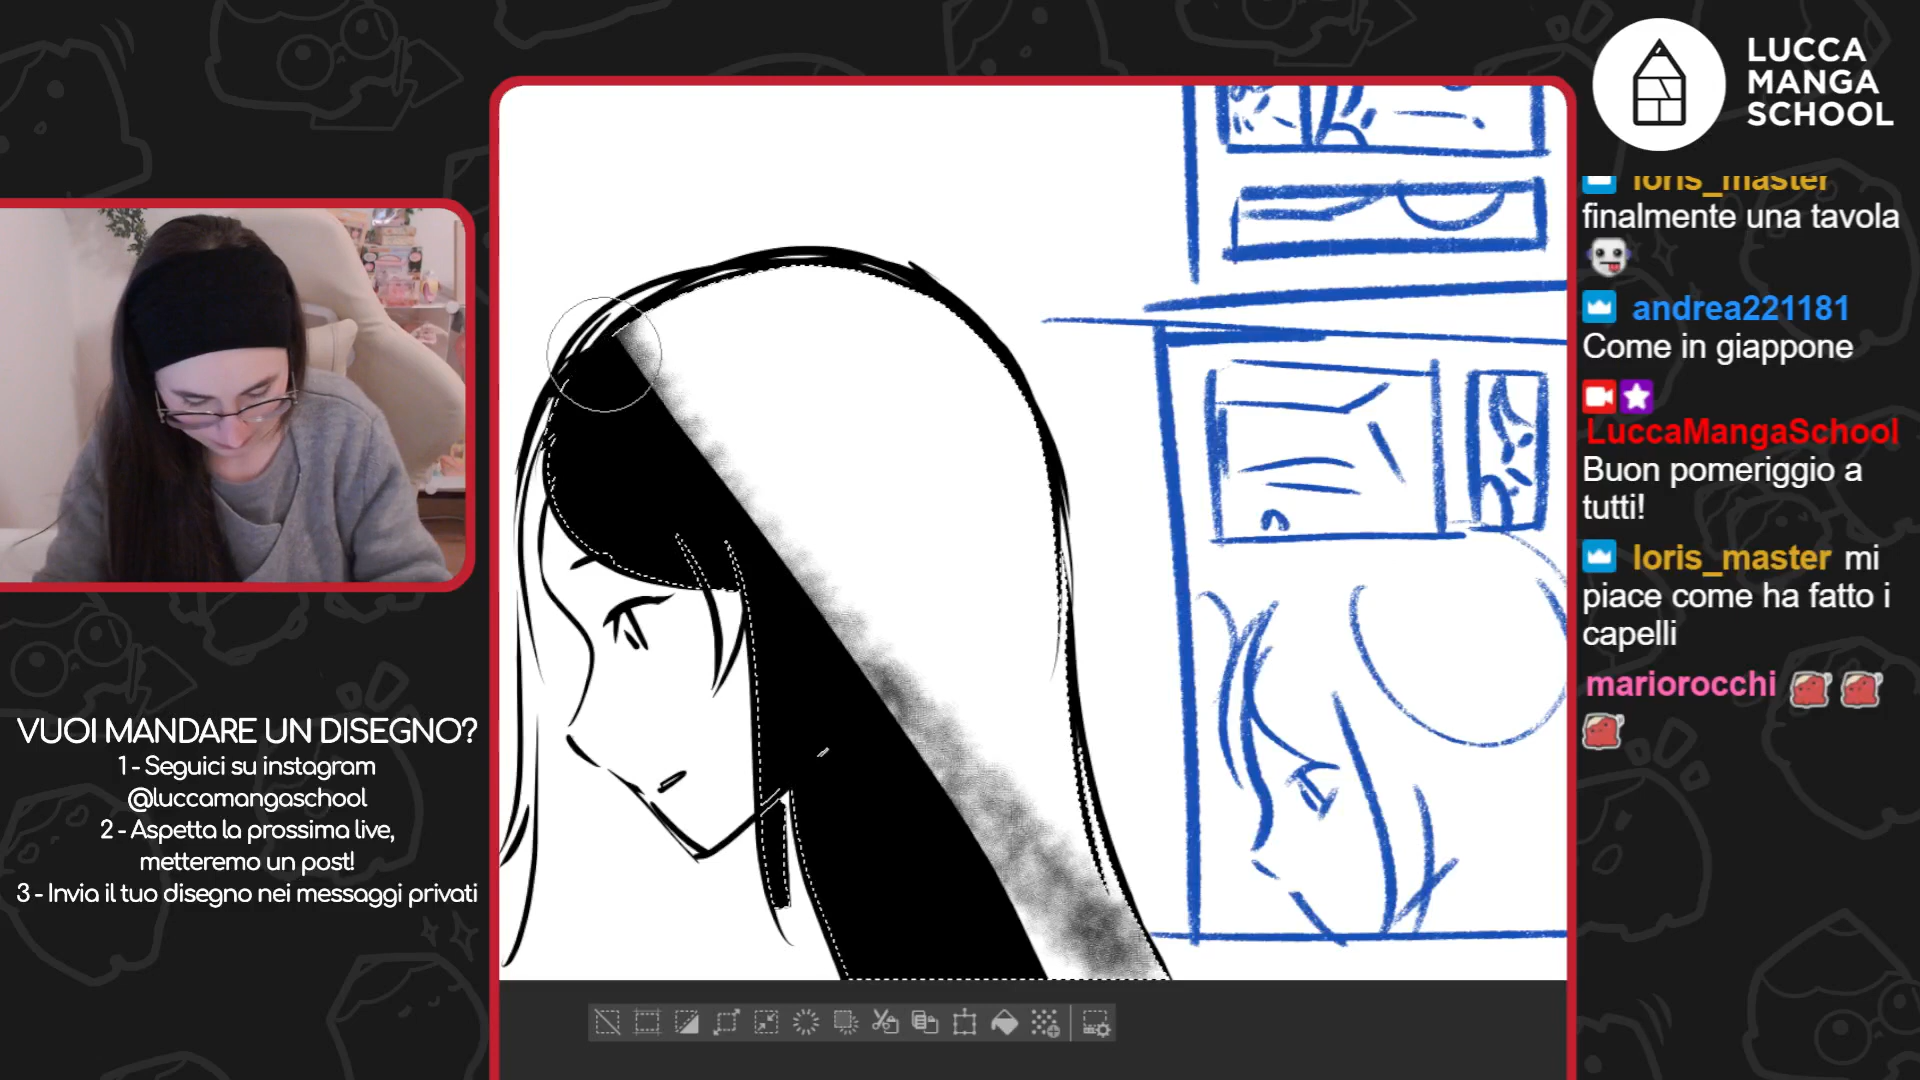 LUCCA
MANGA
SCHOOL
loris_master
finalmente una tavola
andrea221181
Come in giappone
LuccaMangaSchool
Buon pomeriggio a
tutti!
loris_master mi
piace come ha fatto i
capelli
mariorocchi
VUOI MANDARE UN DISEGNO?
1 - Seguici su instagram
@luccamangaschool
2 - Aspetta la prossima live,
metteremo un post!
3 - Invia il tuo disegno nei messaggi privati